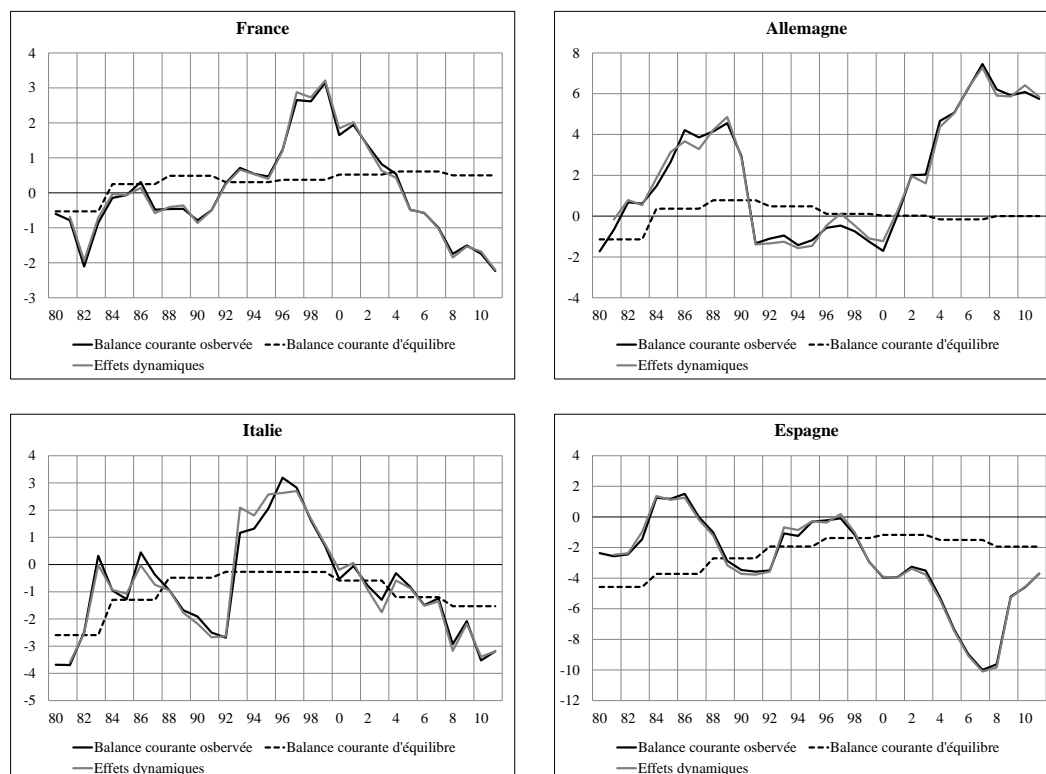 France
4
3
2
1
0
-1
-2
-3
80 82 84 86 88 90 92 94 96 98 0 2 4 6 8 10
Balance courante osbervée Balance courante d'équilibre
Effets dynamiques
Allemagne
8
6
4
2
0
-2
-4
80 82 84 86 88 90 92 94 96 98 0 2 4 6 8 10
Balance courante osbervée Balance courante d'équilibre
Effets dynamiques
Italie
4
3
2
1
0
-1
-2
-3
-4
-5
80 82 84 86 88 90 92 94 96 98 0 2 4 6 8 10
Balance courante osbervée Balance courante d'équilibre
Effets dynamiques
Espagne
4
2
0
-2
-4
-6
-8
-10
-12
80 82 84 86 88 90 92 94 96 98 0 2 4 6 8 10
Balance courante osbervée Balance courante d'équilibre
Effets dynamiques